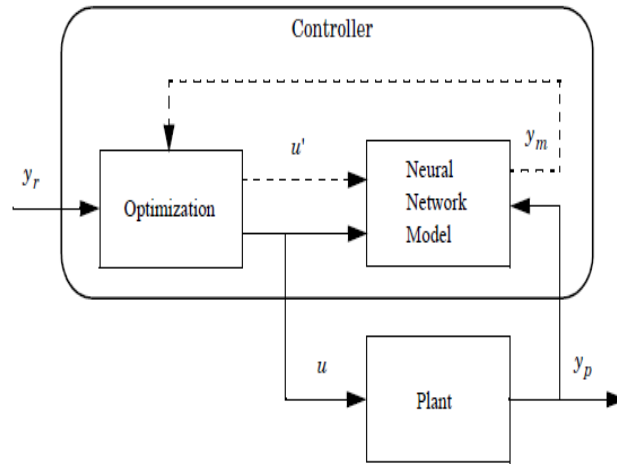 Controller
u'
y_m
y_r
Optimization
Neural
Network
Model
u
y_p
Plant